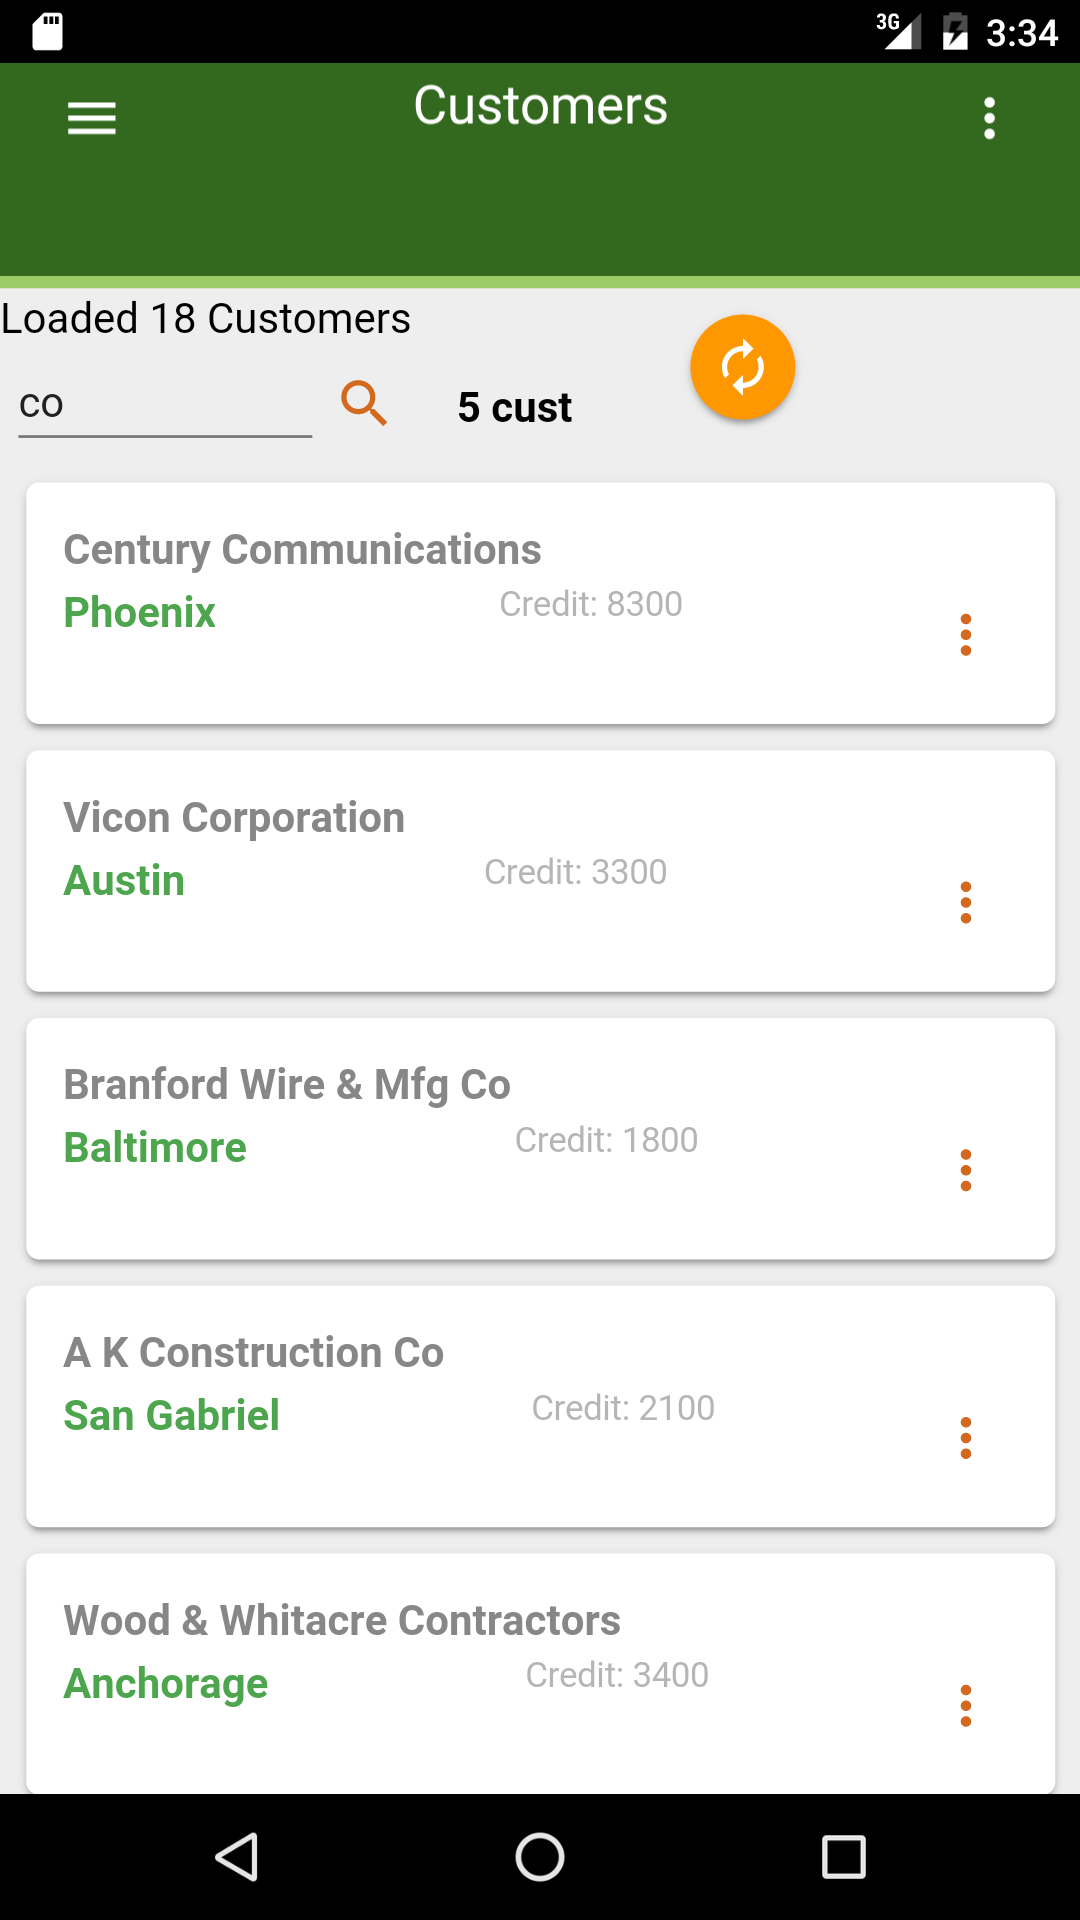 3G 3:34
Customers
Loaded 18 Customers
co 5 cust
Century Communications
Phoenix Credit: 8300
Vicon Corporation
Austin Credit: 3300
Branford Wire & Mfg Co
Baltimore Credit: 1800
A K Construction Co
San Gabriel Credit: 2100
Wood & Whitacre Contractors
Anchorage Credit: 3400